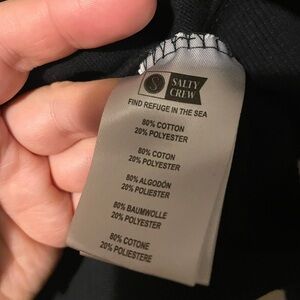 S
SALTY
CREW
FIND REFUGE IN THE SEA
80% COTTON
20% POLYESTER
80% COTON
20% POLYESTER
80% ALGODÓN
20% POLIESTER
80% BAUMWOLLE
20% POLYESTER
80% COTONE
20% POLIESTERE